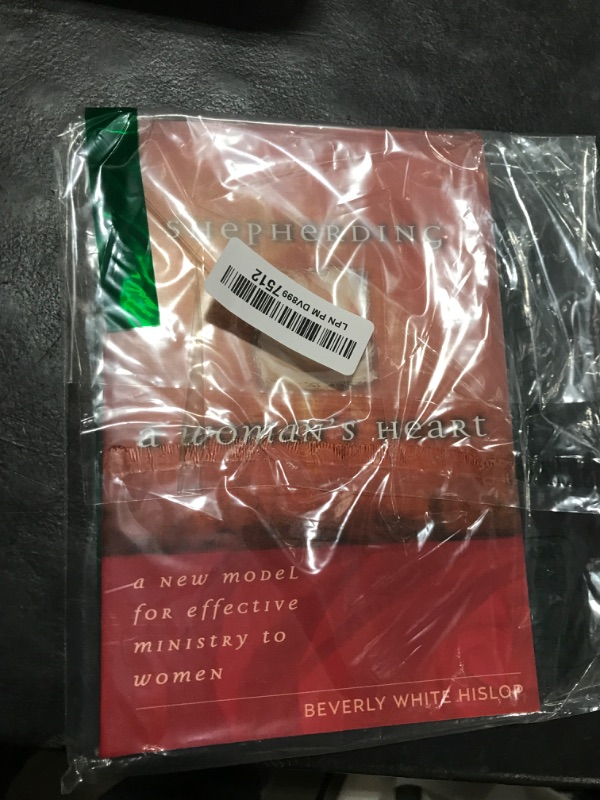 SHEPHERDING
LPN PM DV8997512
a woman's HEART
a NEW MODEL
for effective
MINISTRY TO
WOMEN
BEVERLY WHITE HISLOP